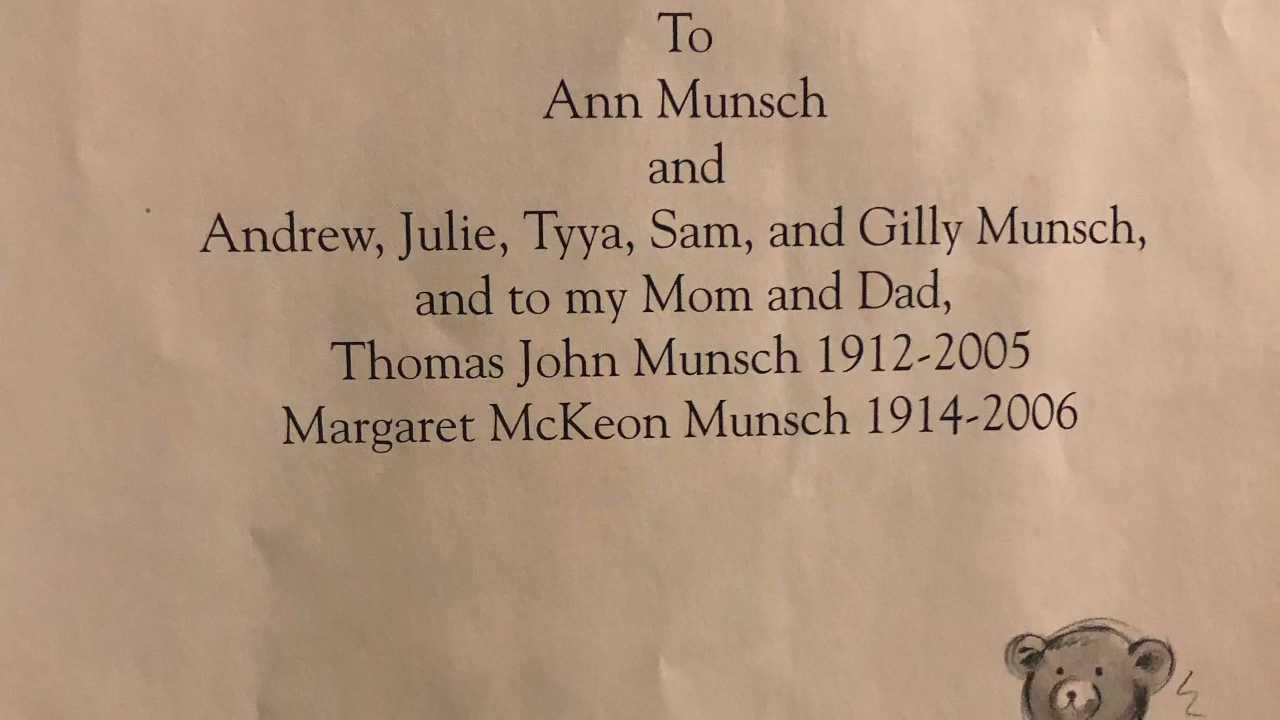 To
Ann Munsch
and
Andrew, Julie, Tyya, Sam, and Gilly Munsch,
and to my Mom and Dad,
Thomas John Munsch 1912-2005
Margaret McKeon Munsch 1914-2006